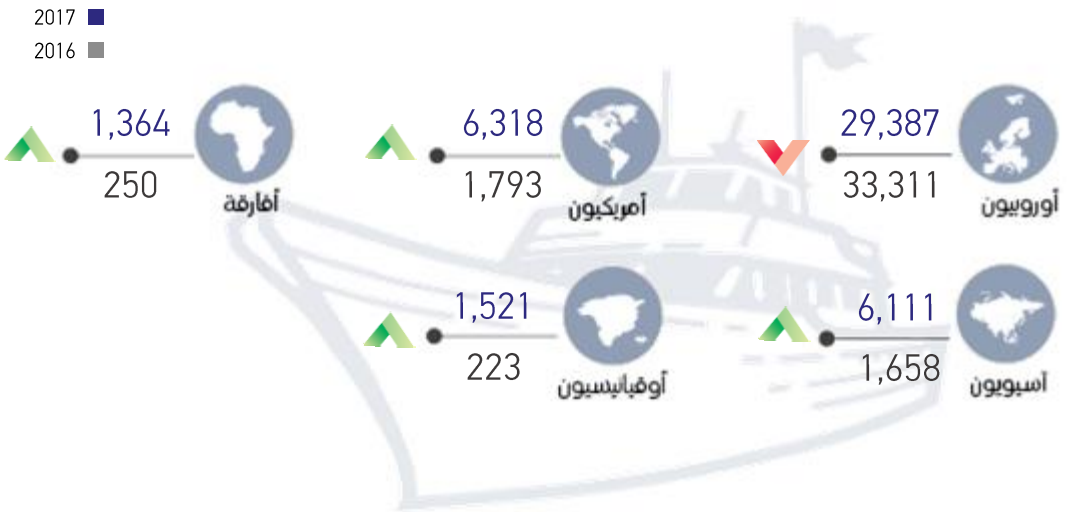 2017
2016
29,387
33,311
أوروبيون
6,318
1,793
أمريكيون
1,364
250
أفارقة
6,111
1,658
آسيويون
1,521
223
أوقيانيسيون